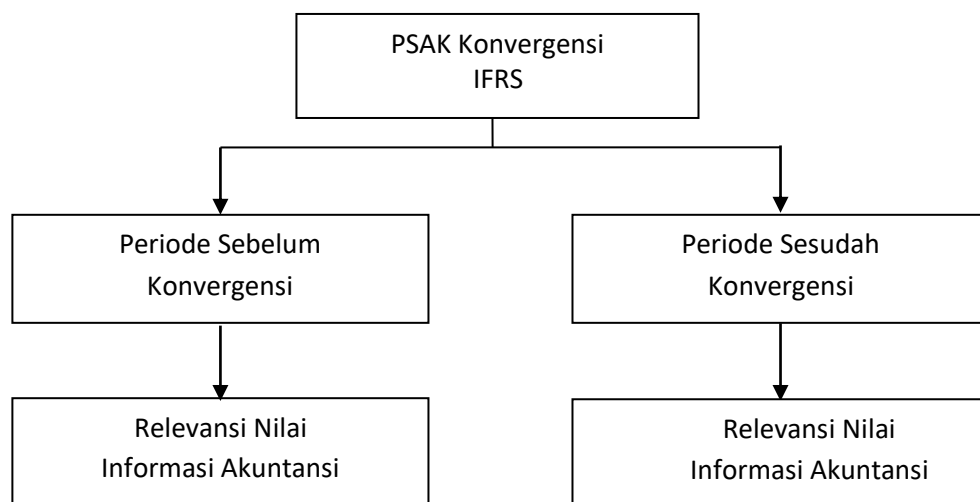 PSAK Konvergensi
IFRS
Periode Sebelum
Konvergensi
Periode Sesudah
Konvergensi
Relevansi Nilai
Informasi Akuntansi
Relevansi Nilai
Informasi Akuntansi